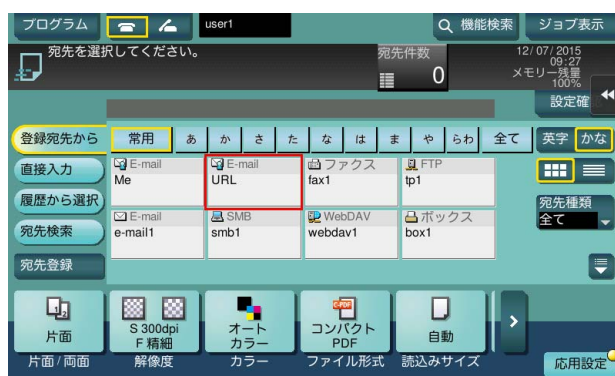 プログラム
user1
機能検索
ジョブ表示
宛先を選択してください。
宛先件数
0
12/07/2015
09:27
メモリー残量
100%
設定確
登録宛先から
常用
あ
か
さ
た
な
は
ま
や
らわ
全て
英字
かな
直接入力
履歴から選択
宛先検索
宛先登録
E-mail
Me
E-mail
URL
ファクス
fax1
FTP
tp1
E-mail
e-mail1
SMB
smb1
WebDAV
webdav1
ボックス
box1
宛先種類
全て
片面
片面/両面
S 300dpi
F 精細
解像度
オート
カラー
カラー
C-PDF
コンパクト
PDF
ファイル形式
自動
読込みサイズ
応用設定